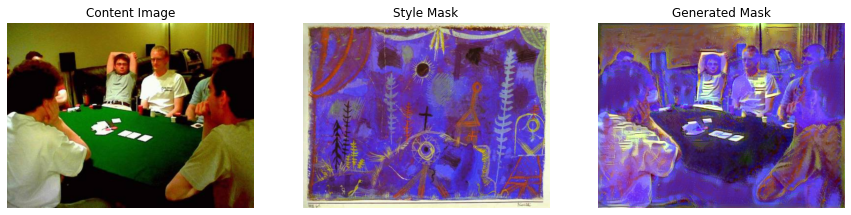 Content Image
Style Mask
Generated Mask